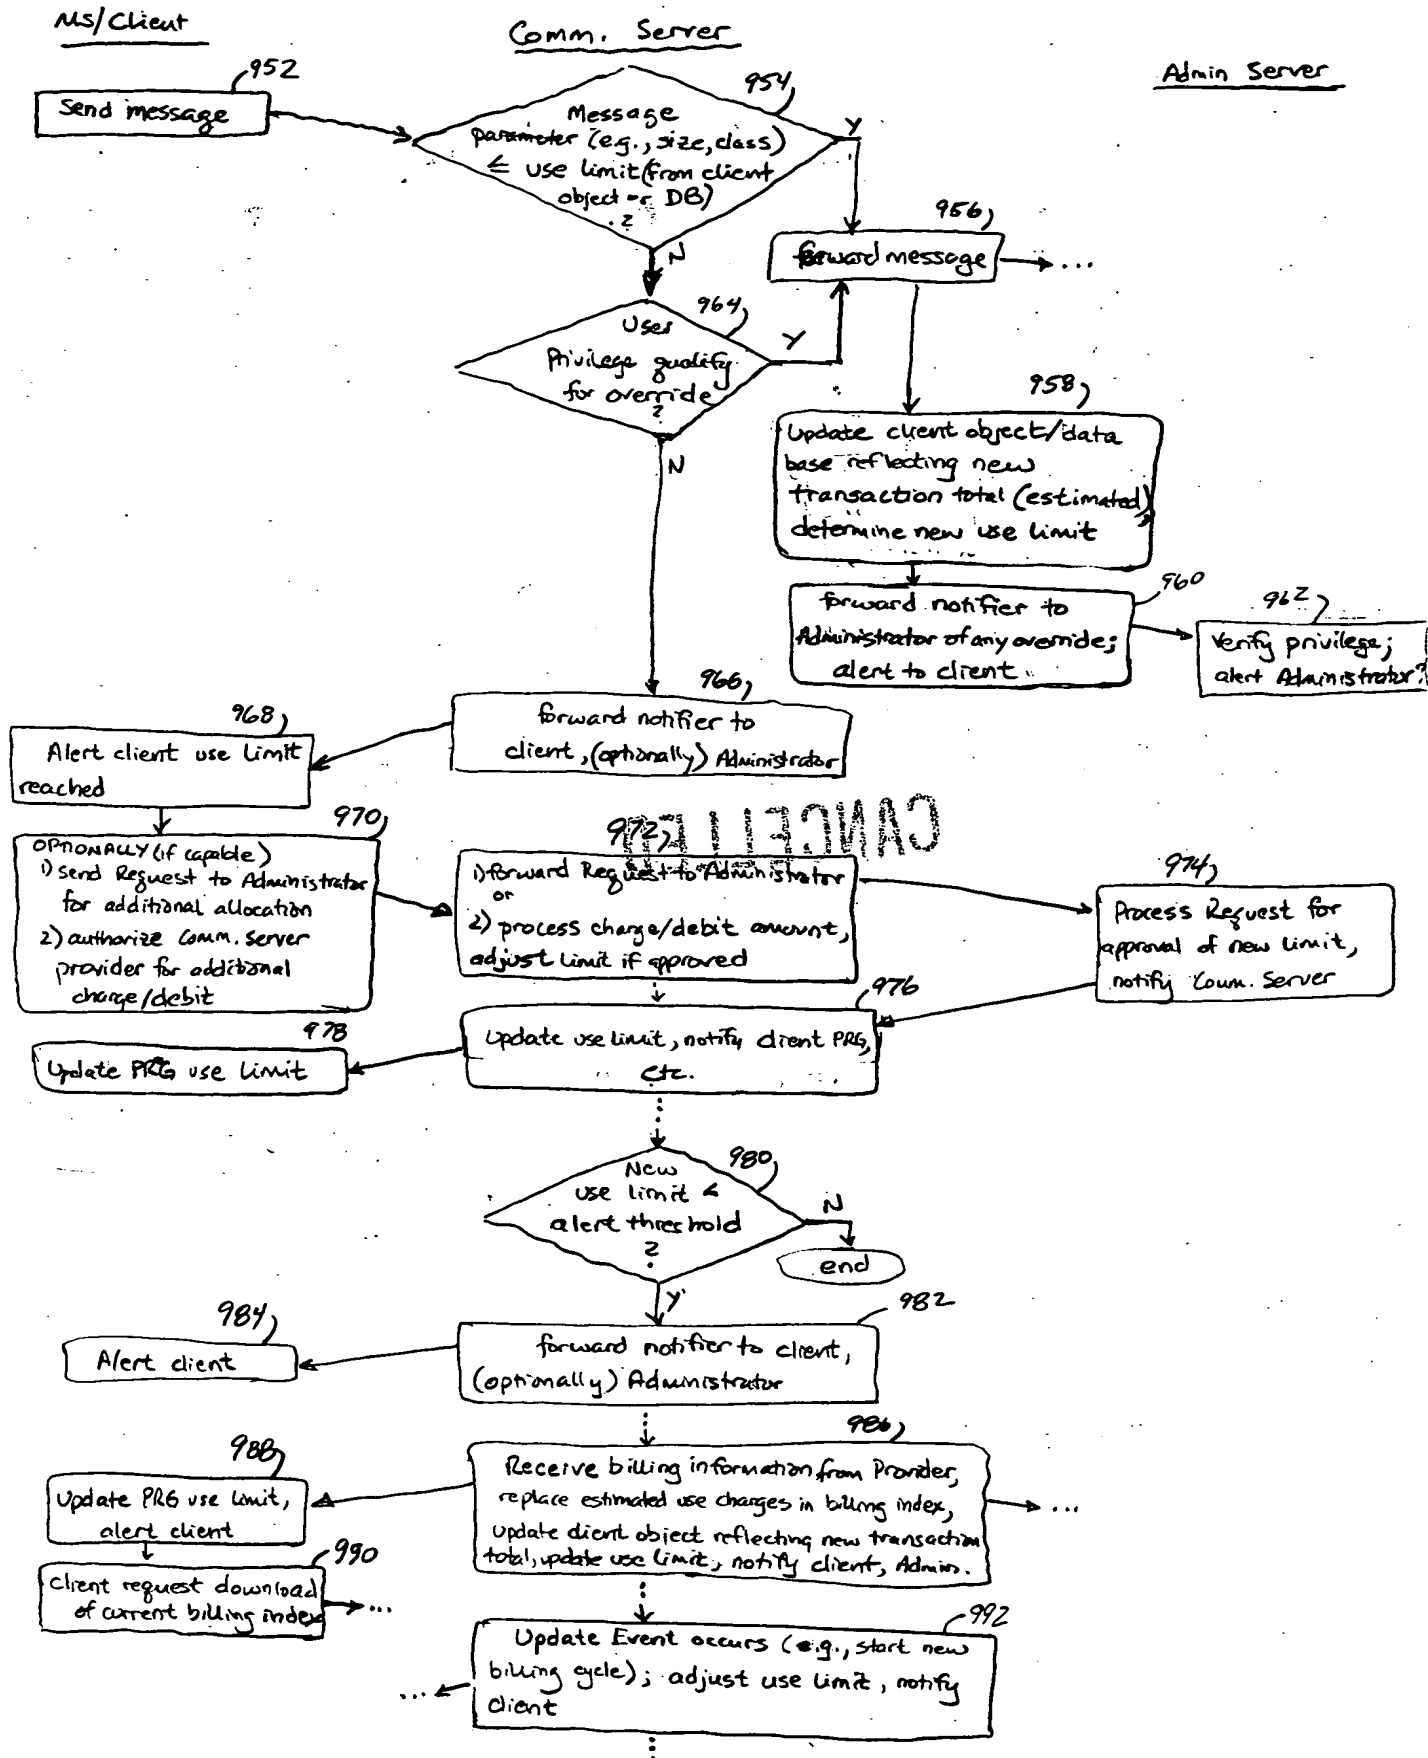 MS/Client
Comm. Server
Admin Server
952
Send message
954
Message
parameter (e.g., size, class)
≤ use limit (from client
object or DB)
?
Y
N
956
forward message
...
964
User
Privilege qualify
for override
?
Y
N
958
Update client object/data
base reflecting new
transaction total (estimated),
determine new use limit
960
forward notifier to
Administrator of any override;
alert to client
962
Verify privilege;
alert Administrator?
966
forward notifier to
client, (optionally) Administrator
968
Alert client use limit
reached
CANCELLED
970
OPTIONALLY (if capable)
1) Send Request to Administrator
for additional allocation
2) authorize Comm. Server
provider for additional
charge/debit
972
1) forward Request to Administrator
or
2) process charge/debit amount,
adjust limit if approved
974
Process Request for
approval of new limit,
notify Comm. Server
976
Update use limit, notify client PRG,
etc.
978
Update PRG use limit
980
New
use limit <
alert threshold
?
N
end
Y
982
forward notifier to client,
(optionally) Administrator
984
Alert client
986
Receive billing information from Provider,
replace estimated use charges in billing index,
update client object reflecting new transaction
total, update use limit, notify client, Admin.
...
988
Update PRG use limit,
alert client
990
Client request download
of current billing index
...
992
Update Event occurs (e.g., start new
billing cycle); adjust use limit, notify
client
...